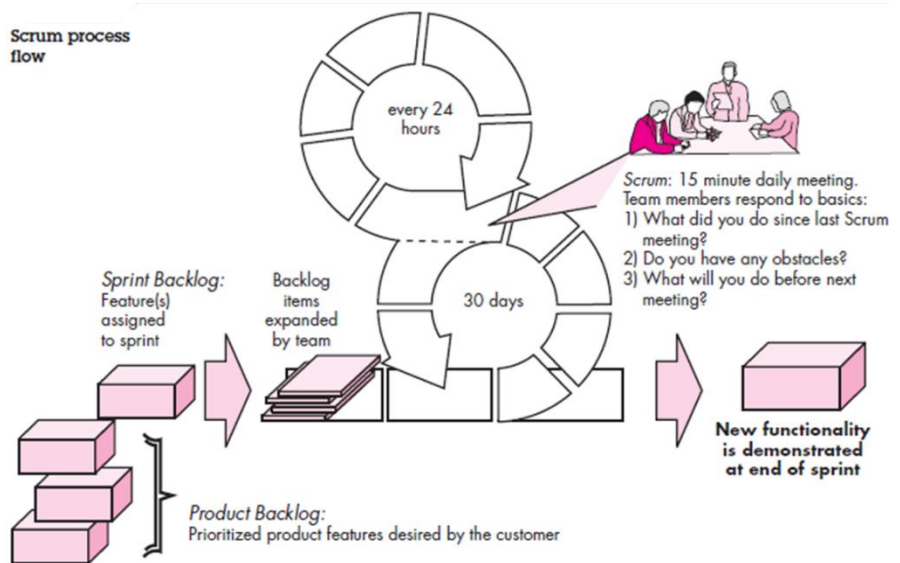 Scrum process
flow
every 24
hours
Scrum: 15 minute daily meeting.
Team members respond to basics:
1) What did you do since last Scrum
meeting?
2) Do you have any obstacles?
3) What will you do before next
meeting?
Sprint Backlog:
Feature(s)
assigned
to sprint
Backlog
items
expanded
by team
30 days
New functionality
is demonstrated
at end of sprint
Product Backlog:
Prioritized product features desired by the customer